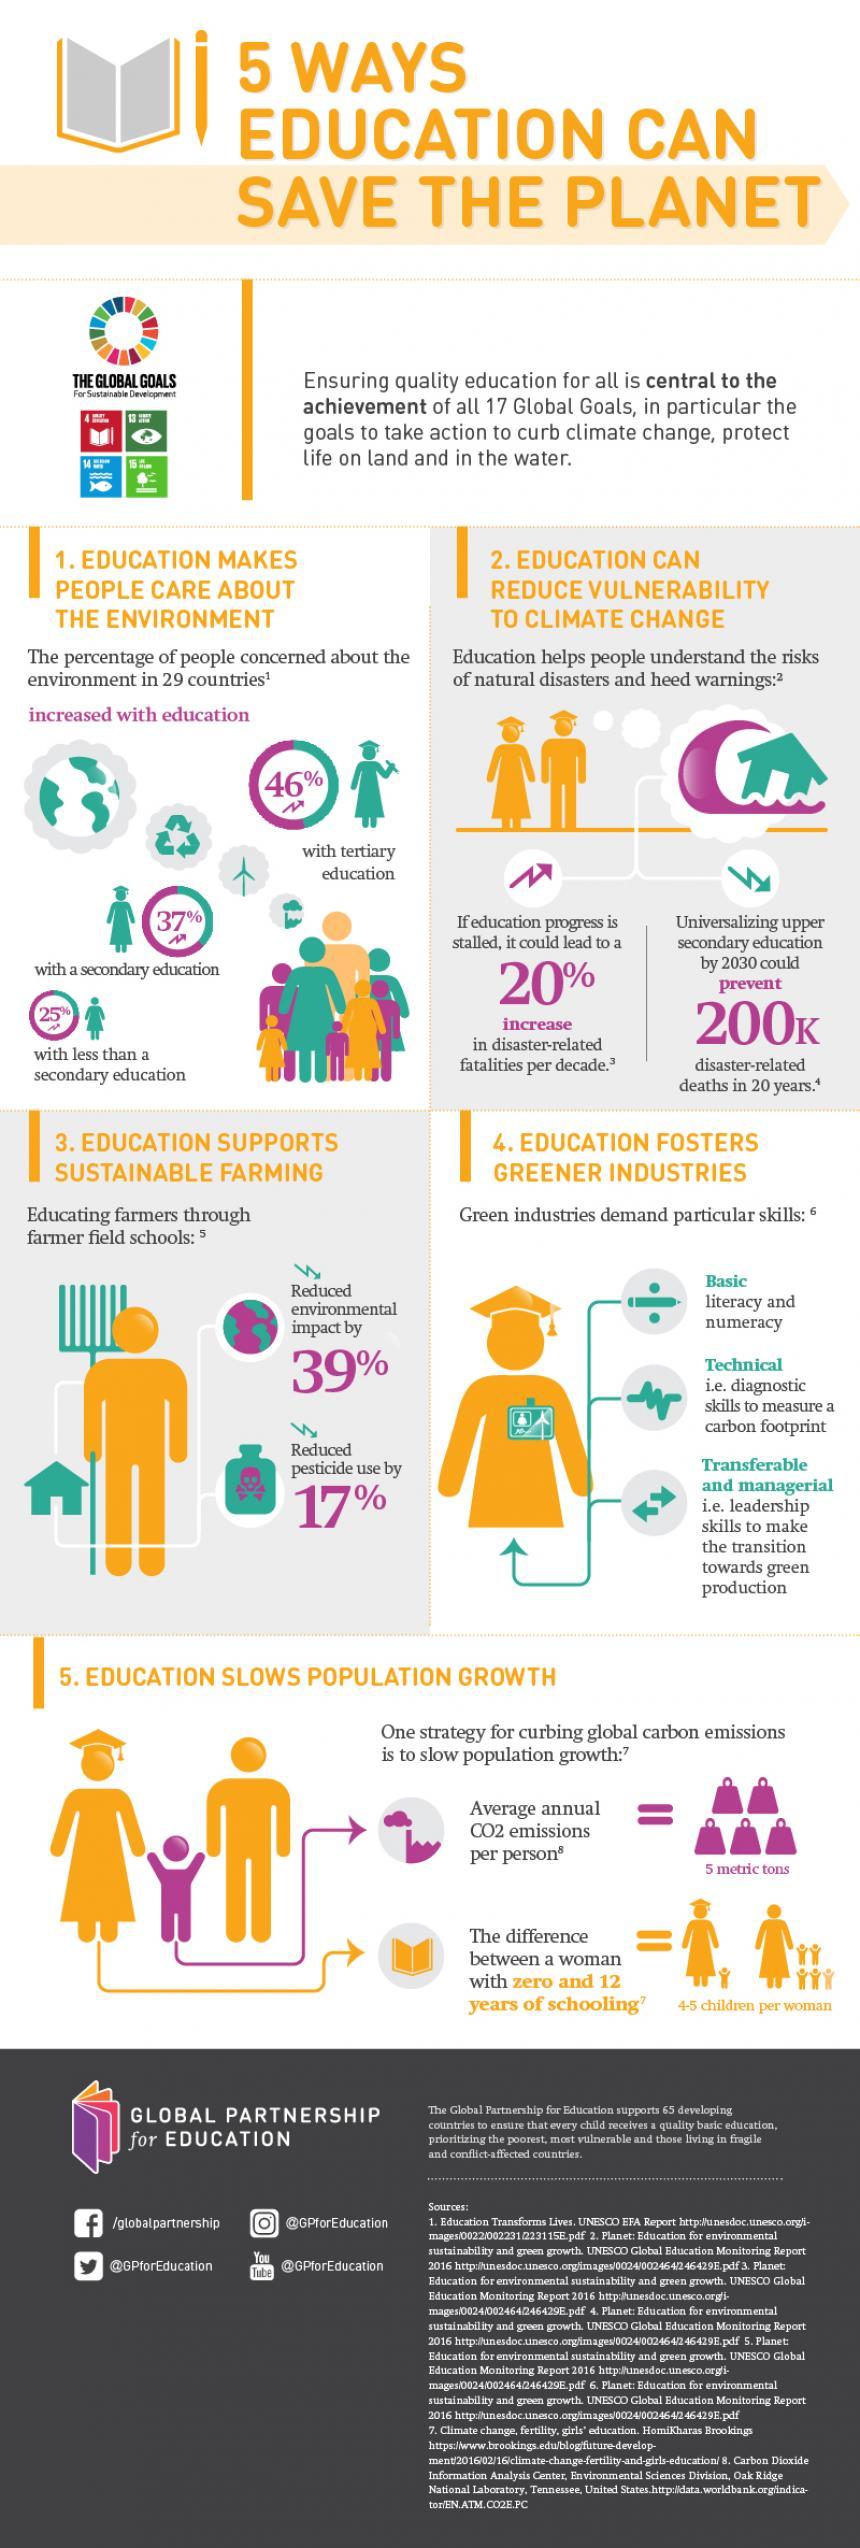 5 WAYS
EDUCATION CAN
SAVE THE PLANET
THE GLOBAL GOALS
For Sustainable Development
4 QUALITY EDUCATION
13 CLIMATE ACTION
14
15
Ensuring quality education for all is central to the
achievement of all 17 Global Goals, in particular the
goals to take action to curb climate change, protect
life on land and in the water.
1. EDUCATION MAKES
PEOPLE CARE ABOUT
THE ENVIRONMENT
The percentage of people concerned about the
environment in 29 countries¹
increased with education
46%
with tertiary
education
37%
with a secondary education
25%
with less than a
secondary education
2. EDUCATION CAN
REDUCE VULNERABILITY
TO CLIMATE CHANGE
Education helps people understand the risks
of natural disasters and heed warnings:²
If education progress is
stalled, it could lead to a
20%
increase
in disaster-related
fatalities per decade.³
Universalizing upper
secondary education
by 2030 could
prevent
200K
disaster-related
deaths in 20 years.⁴
3. EDUCATION SUPPORTS
SUSTAINABLE FARMING
Educating farmers through
farmer field schools: ⁵
Reduced
environmental
impact by
39%
Reduced
pesticide use by
17%
4. EDUCATION FOSTERS
GREENER INDUSTRIES
Green industries demand particular skills: ⁶
Basic
literacy and
numeracy
Technical
i.e. diagnostic
skills to measure a
carbon footprint
Transferable
and managerial
i.e. leadership
skills to make
the transition
towards green
production
5. EDUCATION SLOWS POPULATION GROWTH
One strategy for curbing global carbon emissions
is to slow population growth:⁷
Average annual
CO2 emissions
per person⁸
=
5 metric tons
The difference
between a woman
with zero and 12
years of schooling⁷
=
4-5 children per woman
GLOBAL PARTNERSHIP
for EDUCATION
/globalpartnership
@GPforEducation
@GPforEducation
You Tube
@GPforEducation
The Global Partnership for Education supports 65 developing
countries to ensure that every child receives a quality basic education,
prioritizing the poorest, most vulnerable and those living in fragile
and conflict-affected countries.
Sources:
1. Education Transforms Lives. UNESCO EFA Report http://unesdoc.unesco.org/i-
mages/0022/002231/223115E.pdf 2. Planet: Education for environmental
sustainability and green growth. UNESCO Global Education Monitoring Report
2016 http://unesdoc.unesco.org/images/0024/002464/246429E.pdf 3. Planet:
Education for environmental sustainability and green growth. UNESCO Global
Education Monitoring Report 2016 http://unesdoc.unesco.org/i-
mages/0024/002464/246429E.pdf 4. Planet: Education for environmental
sustainability and green growth. UNESCO Global Education Monitoring Report
2016 http://unesdoc.unesco.org/images/0024/002464/246429E.pdf 5. Planet:
Education for environmental sustainability and green growth. UNESCO Global
Education Monitoring Report 2016 http://unesdoc.unesco.org/i-
mages/0024/002464/246429E.pdf 6. Planet: Education for environmental
sustainability and green growth. UNESCO Global Education Monitoring Report
2016 http://unesdoc.unesco.org/images/0024/002464/246429E.pdf
7. Climate change, fertility, girls' education. HomiKharas Brookings
https://www.brookings.edu/blog/future-develop-
ment/2016/02/16/climate-change-fertility-and-girls-education/ 8. Carbon Dioxide
Information Analysis Center, Environmental Sciences Division, Oak Ridge
National Laboratory, Tennessee, United States.http://data.worldbank.org/indica-
tor/EN.ATM.CO2E.PC